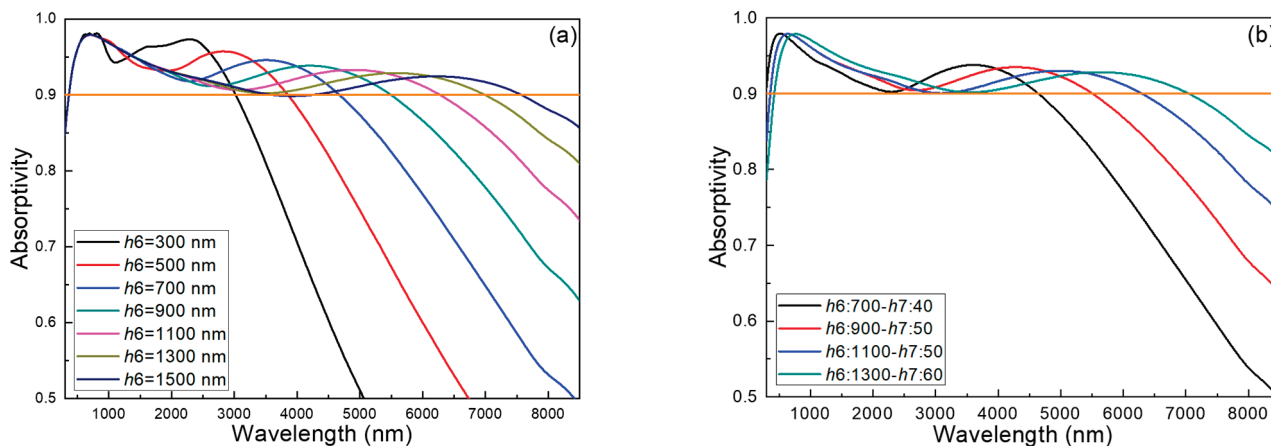 (a)
1.0
0.9
0.8
0.7
0.6
0.5
Absorptivity
h6=300 nm
h6=500 nm
h6=700 nm
h6=900 nm
h6=1100 nm
h6=1300 nm
h6=1500 nm
1000 2000 3000 4000 5000 6000 7000 8000
Wavelength (nm)
(b)
1.0
0.9
0.8
0.7
0.6
0.5
Absorptivity
h6:700-h7:40
h6:900-h7:50
h6:1100-h7:50
h6:1300-h7:60
1000 2000 3000 4000 5000 6000 7000 8000
Wavelength (nm)